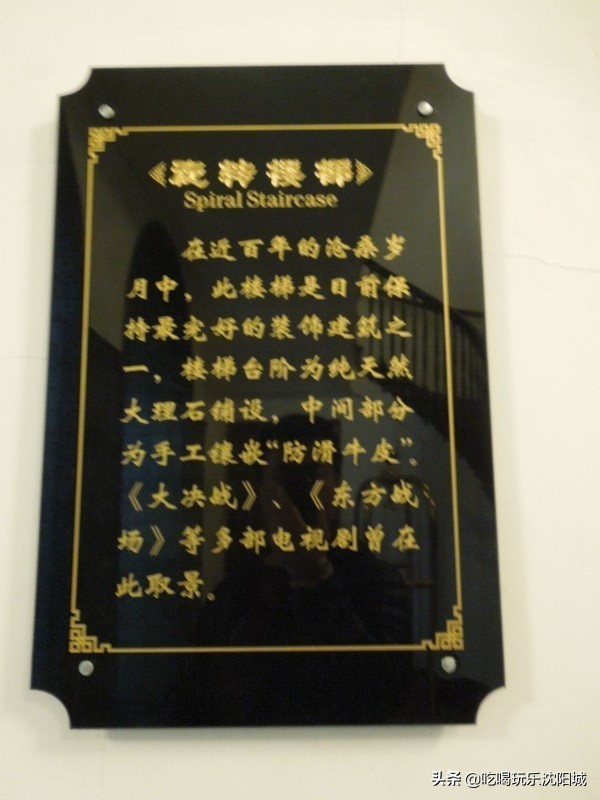 《旋转楼梯》
Spiral Staircase
在近百年的沧桑岁
月中，此楼梯是目前保
持最完好的装饰建筑之
一，楼梯台阶为纯天然
大理石铺设，中间部分
为手工镶嵌“防滑牛皮”。
《大决战》、《东方战
场》等多部电视剧曾在
此取景。
头条 @吃喝玩乐沈阳城